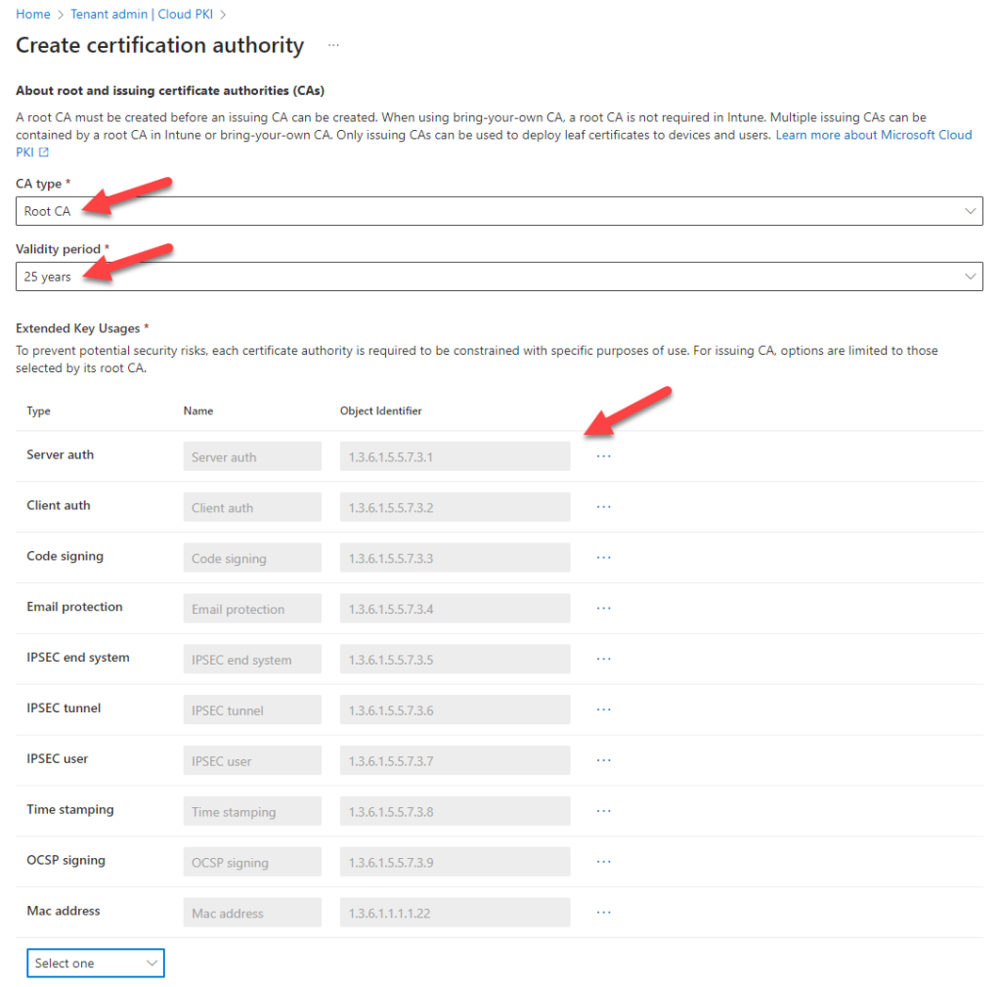 Home > Tenant admin | Cloud PKI >
Create certification authority ...
About root and issuing certificate authorities (CAs)
A root CA must be created before an issuing CA can be created. When using bring-your-own CA, a root CA is not required in Intune. Multiple issuing CAs can be
contained by a root CA in Intune or bring-your-own CA. Only issuing CAs can be used to deploy leaf certificates to devices and users. Learn more about Microsoft Cloud
PKI
CA type *
Root CA
Validity period *
25 years
Extended Key Usages *
To prevent potential security risks, each certificate authority is required to be constrained with specific purposes of use. For issuing CA, options are limited to those
selected by its root CA.
Type Name Object Identifier
Server auth Server auth 1.3.6.1.5.5.7.3.1 ...
Client auth Client auth 1.3.6.1.5.5.7.3.2 ...
Code signing Code signing 1.3.6.1.5.5.7.3.3 ...
Email protection Email protection 1.3.6.1.5.5.7.3.4 ...
IPSEC end system IPSEC end system 1.3.6.1.5.5.7.3.5 ...
IPSEC tunnel IPSEC tunnel 1.3.6.1.5.5.7.3.6 ...
IPSEC user IPSEC user 1.3.6.1.5.5.7.3.7 ...
Time stamping Time stamping 1.3.6.1.5.5.7.3.8 ...
OCSP signing OCSP signing 1.3.6.1.5.5.7.3.9 ...
Mac address Mac address 1.3.6.1.1.1.1.22 ...
Select one